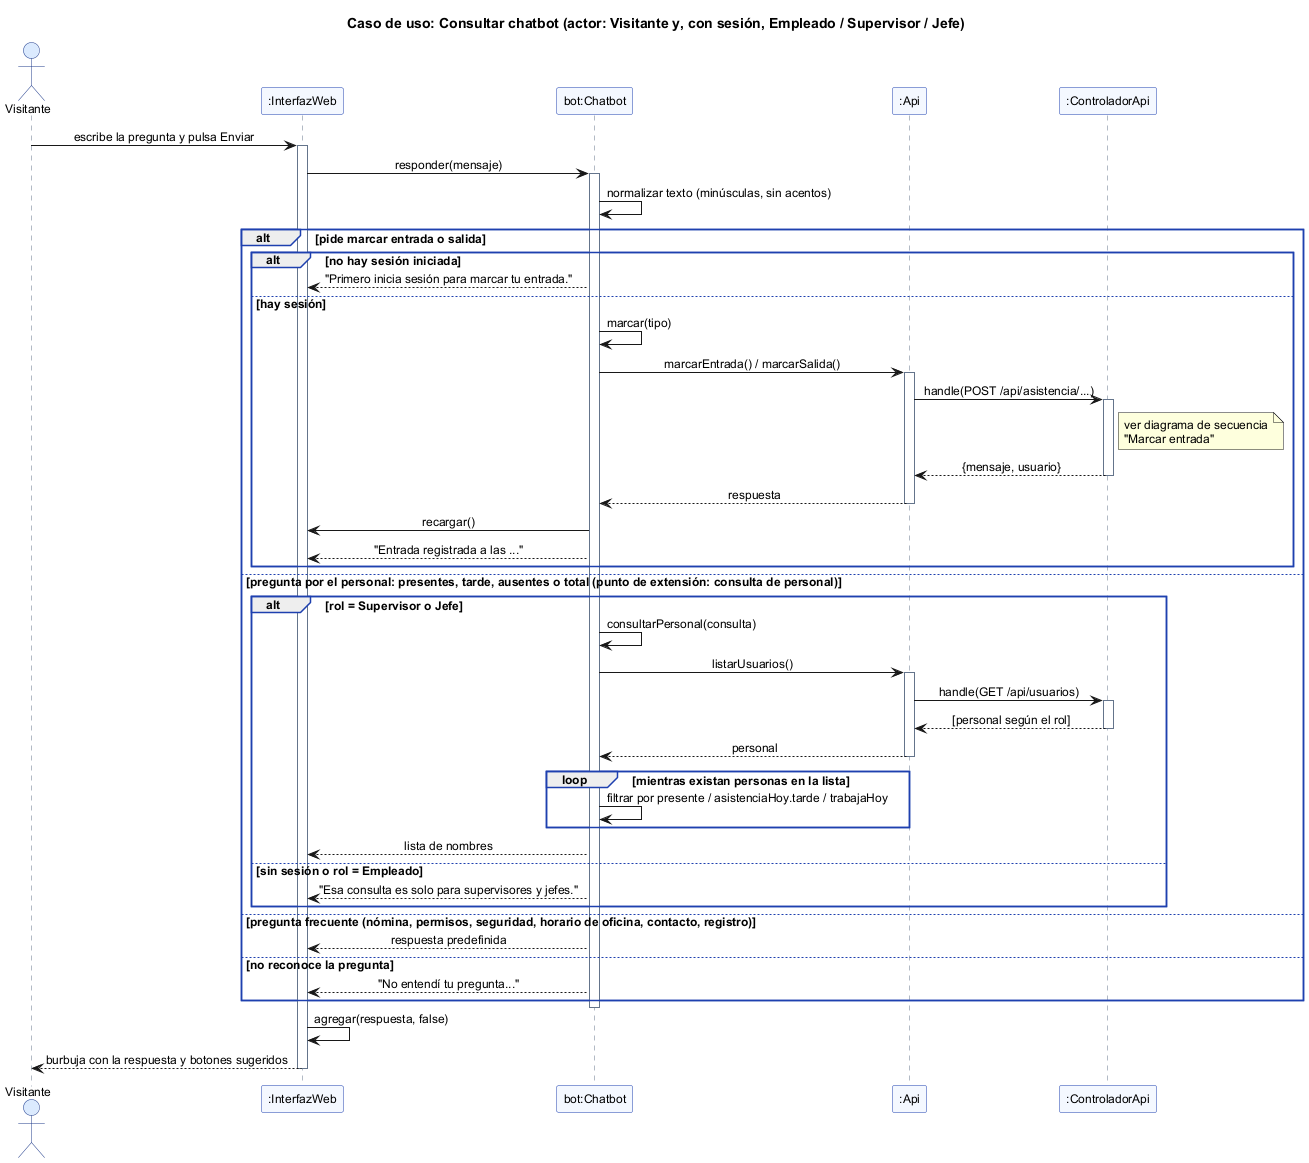 Caso de uso: Consultar chatbot (actor: Visitante y, con sesión, Empleado / Supervisor / Jefe)
Visitante
:InterfazWeb
bot:Chatbot
:Api
:ControladorApi
escribe la pregunta y pulsa Enviar
responder(mensaje)
normalizar texto (minúsculas, sin acentos)
alt
[pide marcar entrada o salida]
alt
[no hay sesión iniciada]
"Primero inicia sesión para marcar tu entrada."
[hay sesión]
marcar(tipo)
marcarEntrada() / marcarSalida()
handle(POST /api/asistencia/...)
ver diagrama de secuencia
"Marcar entrada"
{mensaje, usuario}
respuesta
recargar()
"Entrada registrada a las ..."
[pregunta por el personal: presentes, tarde, ausentes o total (punto de extensión: consulta de personal)]
alt
[rol = Supervisor o Jefe]
consultarPersonal(consulta)
listarUsuarios()
handle(GET /api/usuarios)
[personal según el rol]
personal
loop
[mientras existan personas en la lista]
filtrar por presente / asistenciaHoy.tarde / trabajaHoy
lista de nombres
[sin sesión o rol = Empleado]
"Esa consulta es solo para supervisores y jefes."
[pregunta frecuente (nómina, permisos, seguridad, horario de oficina, contacto, registro)]
respuesta predefinida
[no reconoce la pregunta]
"No entendí tu pregunta..."
agregar(respuesta, false)
burbuja con la respuesta y botones sugeridos
Visitante
:InterfazWeb
bot:Chatbot
:Api
:ControladorApi